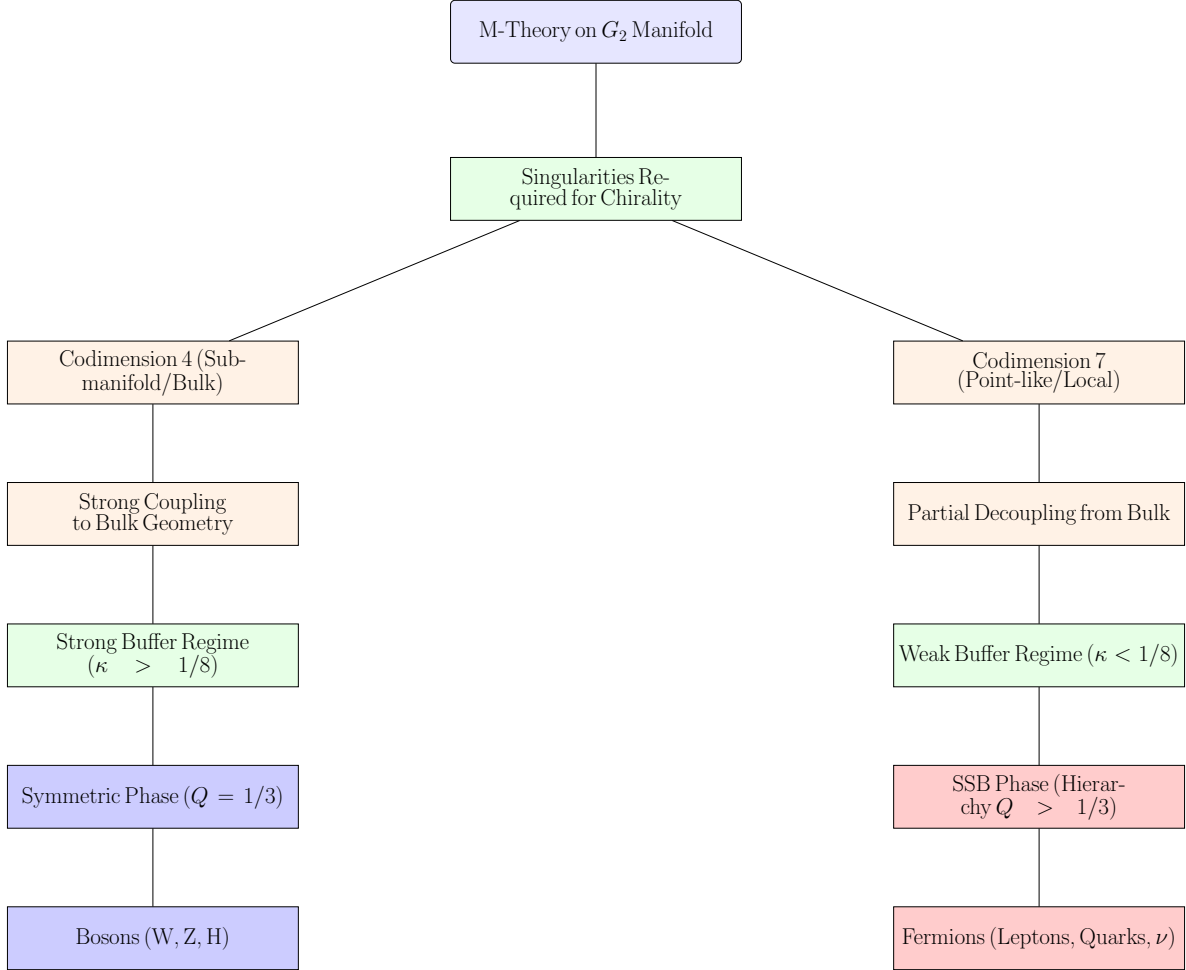 M-Theory on G₂ Manifold
Singularities Re-
quired for Chirality
Codimension 4 (Sub-
manifold/Bulk)
Codimension 7
(Point-like/Local)
Strong Coupling
to Bulk Geometry
Partial Decoupling from Bulk
Strong Buffer Regime
(κ > 1/8)
Weak Buffer Regime (κ < 1/8)
Symmetric Phase (Q = 1/3)
SSB Phase (Hierar-
chy Q > 1/3)
Bosons (W, Z, H)
Fermions (Leptons, Quarks, ν)